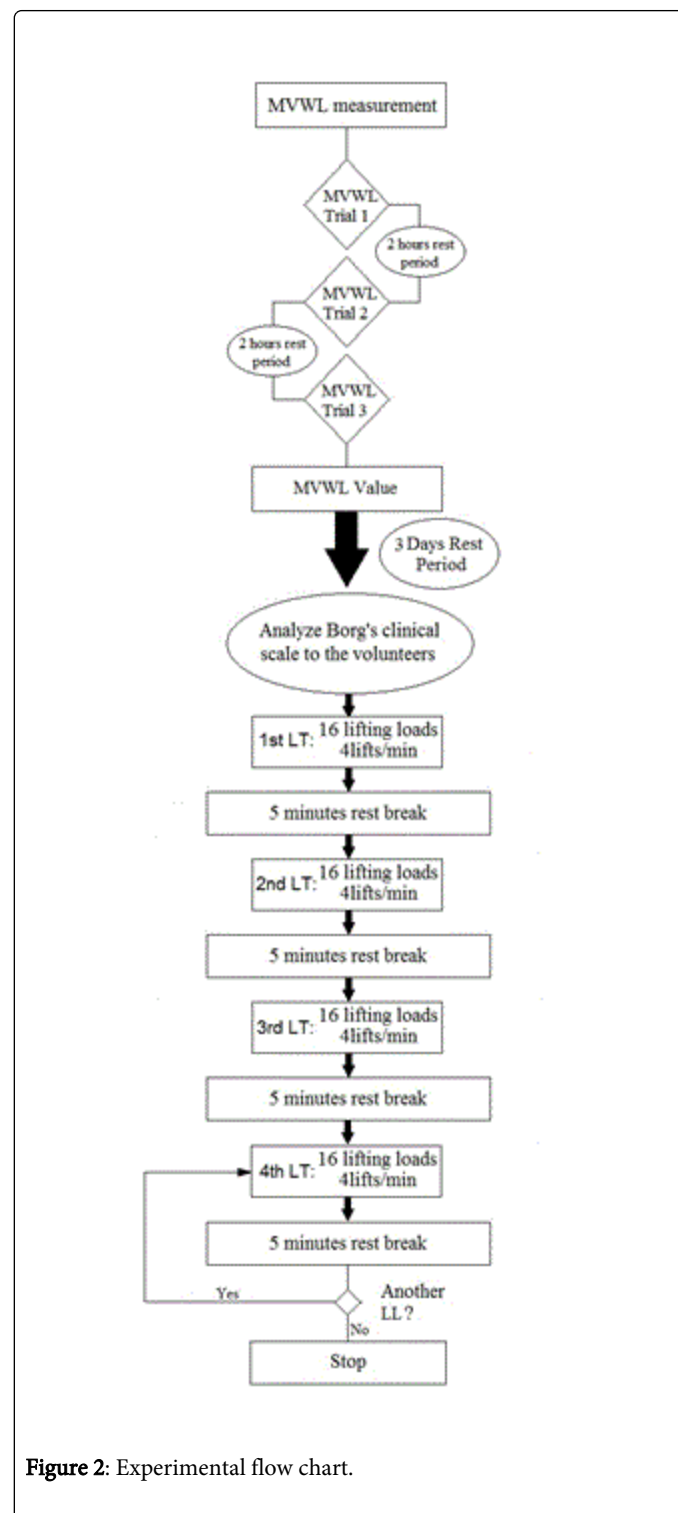 MVWL measurement
MVWL
Trial 1
2 hours rest
period
MVWL
Trial 2
2 hours rest
period
MVWL
Trial 3
MVWL Value
3 Days Rest
Period
Analyze Borg's clinical
scale to the volunteers
1st LT: 16 lifting loads
4lifts/min
5 minutes rest break
2nd LT: 16 lifting loads
4lifts/min
5 minutes rest break
3rd LT: 16 lifting loads
4lifts/min
5 minutes rest break
4th LT: 16 lifting loads
4lifts/min
5 minutes rest break
Yes
Another
LL?
No
Stop
Figure 2: Experimental flow chart.